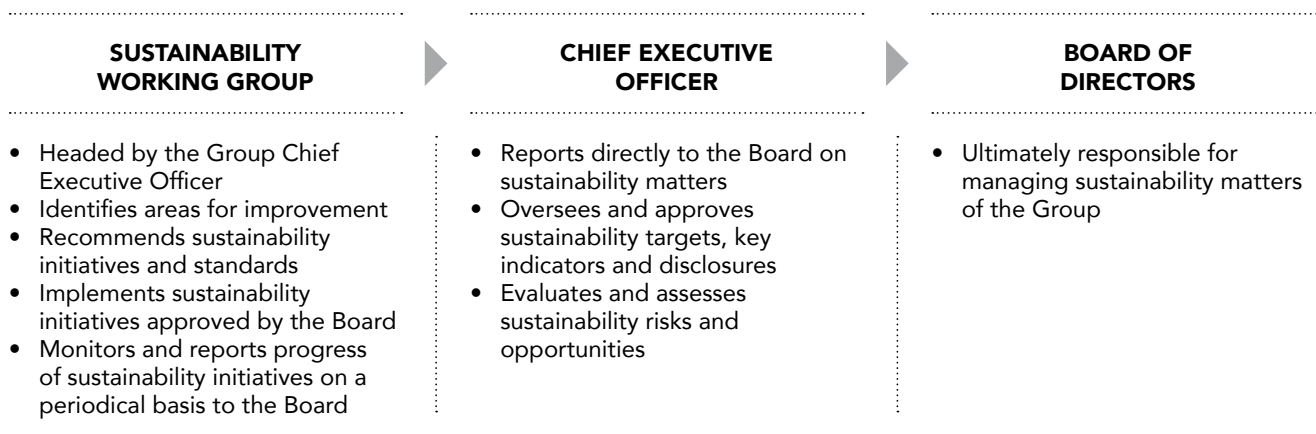 SUSTAINABILITY
WORKING GROUP
• Headed by the Group Chief
Executive Officer
• Identifies areas for improvement
• Recommends sustainability
initiatives and standards
• Implements sustainability
initiatives approved by the Board
• Monitors and reports progress
of sustainability initiatives on a
periodical basis to the Board
CHIEF EXECUTIVE
OFFICER
• Reports directly to the Board on
sustainability matters
• Oversees and approves
sustainability targets, key
indicators and disclosures
• Evaluates and assesses
sustainability risks and
opportunities
BOARD OF
DIRECTORS
• Ultimately responsible for
managing sustainability matters
of the Group